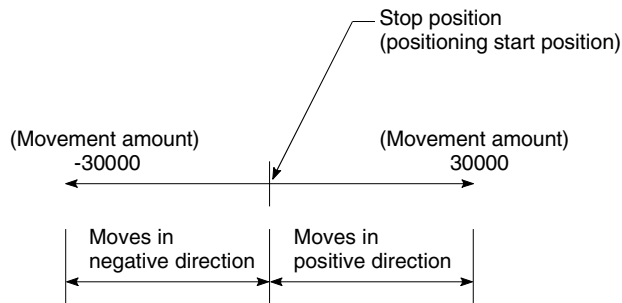 Stop position
(positioning start position)
(Movement amount)
-30000
(Movement amount)
30000
Moves in
negative direction
Moves in
positive direction